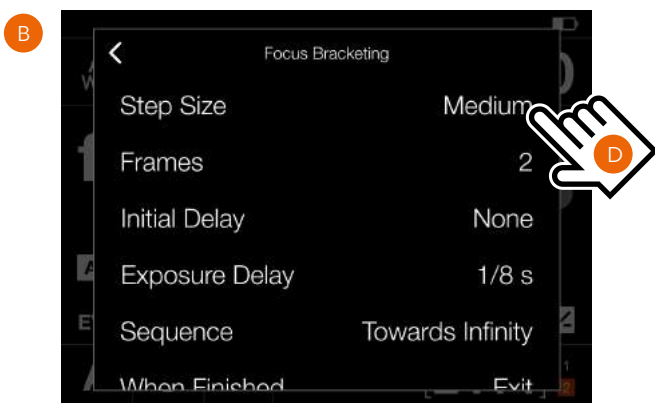 B
Focus Bracketing
Step Size Medium
D
Frames 2
Initial Delay None
Exposure Delay 1/8 s
Sequence Towards Infinity
When Finished Exit